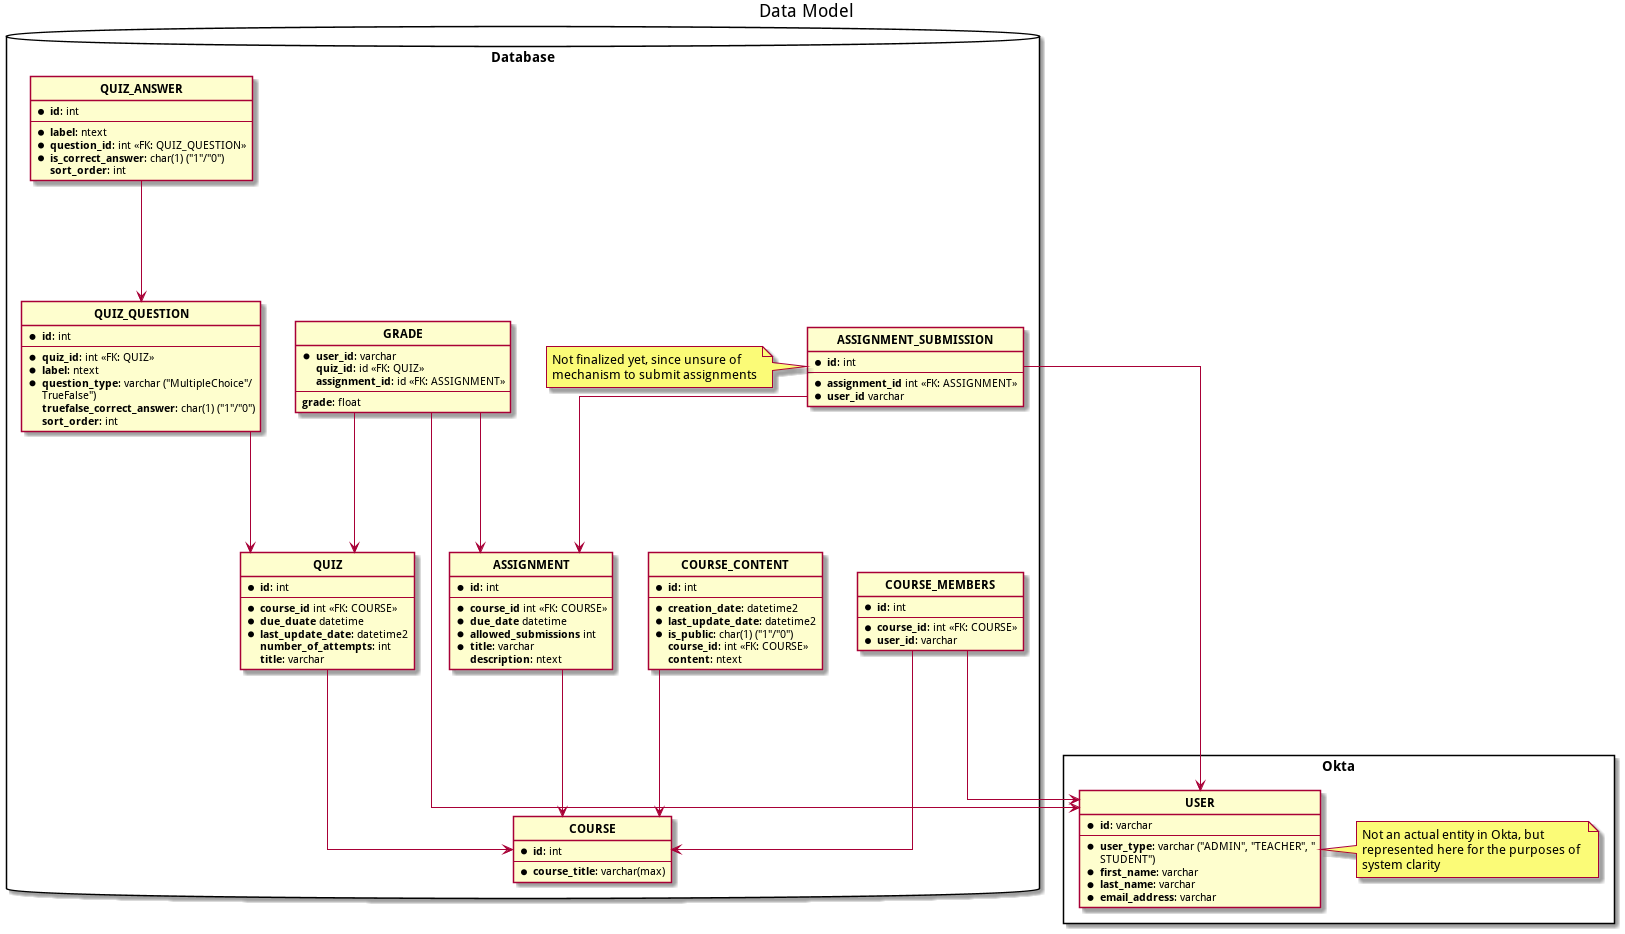 Data Model
Database
QUIZ_ANSWER
id: int
label: ntext
question_id: int «FK: QUIZ_QUESTION»
is_correct_answer: char(1) ("1"/"0")
sort_order: int
QUIZ_QUESTION
id: int
quiz_id: int «FK: QUIZ»
label: ntext
question_type: varchar ("MultipleChoice"/
TrueFalse")
truefalse_correct_answer: char(1) ("1"/"0")
sort_order: int
GRADE
user_id: varchar
quiz_id: id «FK: QUIZ»
assignment_id: id «FK: ASSIGNMENT»
grade: float
Not finalized yet, since unsure of
mechanism to submit assignments
ASSIGNMENT_SUBMISSION
id: int
assignment_id int «FK: ASSIGNMENT»
user_id varchar
QUIZ
id: int
course_id int «FK: COURSE»
due_duate datetime
last_update_date: datetime2
number_of_attempts: int
title: varchar
ASSIGNMENT
id: int
course_id int «FK: COURSE»
due_date datetime
allowed_submissions int
title: varchar
description: ntext
COURSE_CONTENT
id: int
creation_date: datetime2
last_update_date: datetime2
is_public: char(1) ("1"/"0")
course_id: int «FK: COURSE»
content: ntext
COURSE_MEMBERS
id: int
course_id: int «FK: COURSE»
user_id: varchar
COURSE
id: int
course_title: varchar(max)
Okta
USER
id: varchar
user_type: varchar ("ADMIN", "TEACHER", "
STUDENT")
first_name: varchar
last_name: varchar
email_address: varchar
Not an actual entity in Okta, but
represented here for the purposes of
system clarity